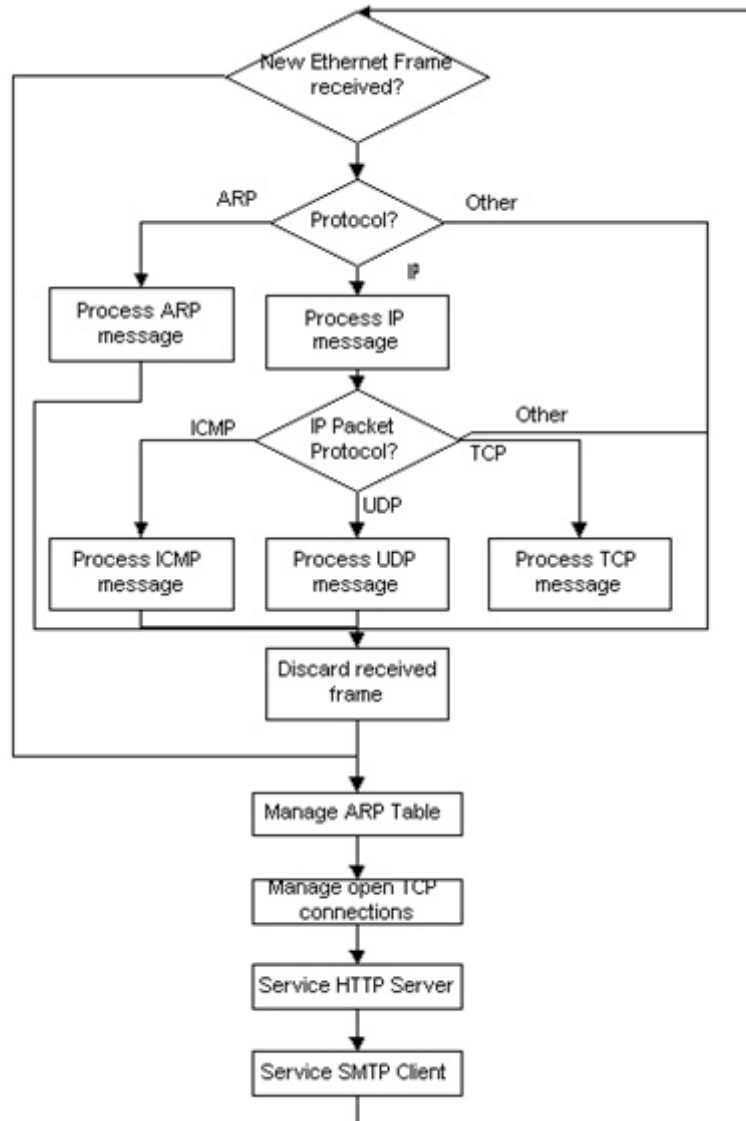 New Ethernet Frame
received?
ARP
Protocol?
Other
IP
Process ARP
message
Process IP
message
ICMP
IP Packet
Protocol?
Other
TCP
UDP
Process ICMP
message
Process UDP
message
Process TCP
message
Discard received
frame
Manage ARP Table
Manage open TCP
connections
Service HTTP Server
Service SMTP Client